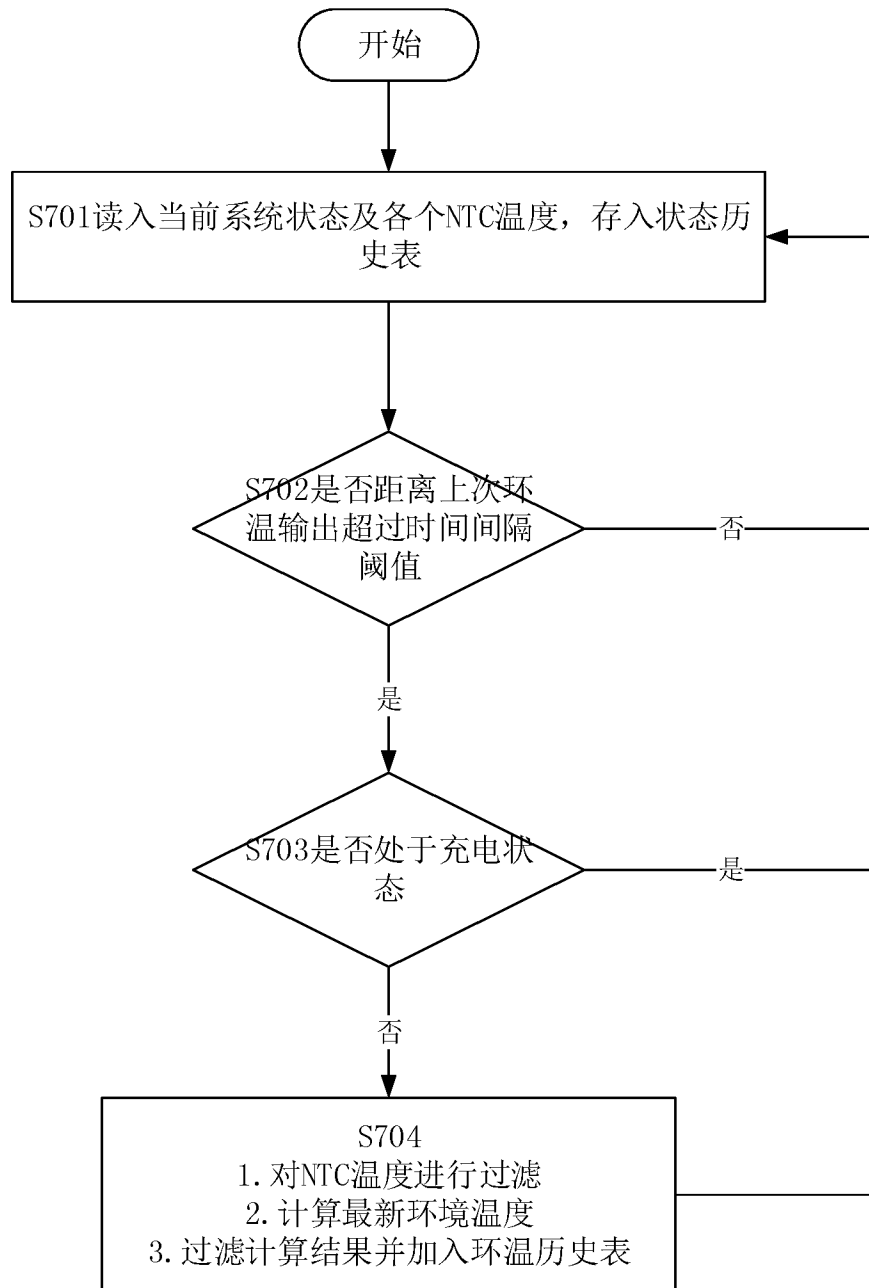 开始
S701读入当前系统状态及各个NTC温度，存入状态历
史表
S702是否距离上次环
温输出超过时间间隔
阈值
否
是
S703是否处于充电状
态
是
否
S704
1.对NTC温度进行过滤
2.计算最新环境温度
3.过滤计算结果并加入环温历史表